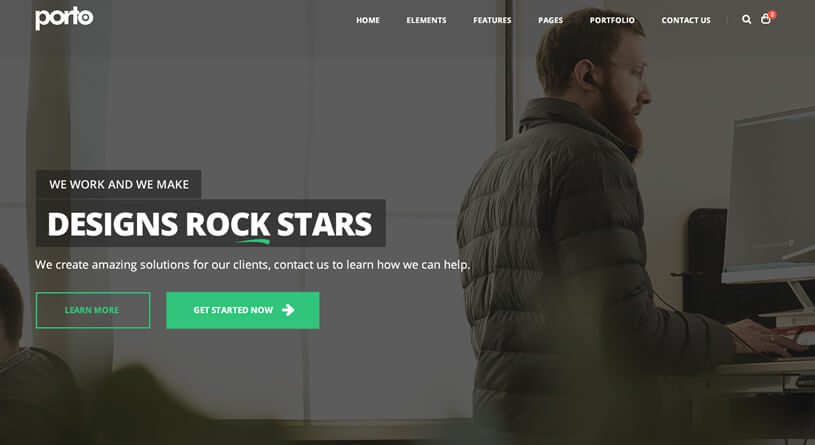 porto
HOME ELEMENTS FEATURES PAGES PORTFOLIO CONTACT US 2
WE WORK AND WE MAKE
DESIGNS ROCK STARS
We create amazing solutions for our clients, contact us to learn how we can help.
LEARN MORE GET STARTED NOW